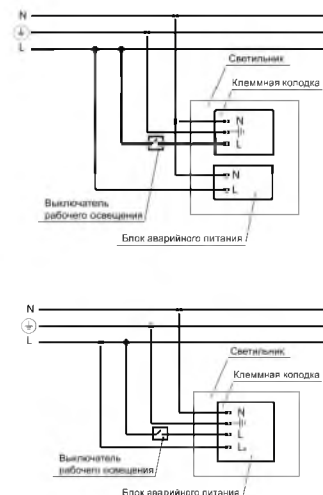 N
L
Светильник
Клеммная колодка
N
L
N
L
Выключатель
рабочего освещения
Блок аварийного питания
N
L
Светильник
Клеммная колодка
N
L
Выключатель
рабочего освещения
Блок аварийного питания